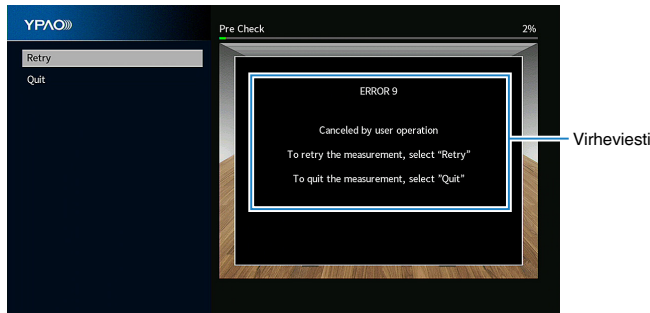 YPAO
Pre Check 2%
Retry
Quit
ERROR 9
Canceled by user operation
To retry the measurement, select “Retry”
To quit the measurement, select "Quit"
Virheviesti